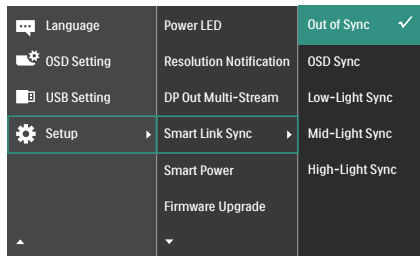 Language
OSD Setting
USB Setting
Setup
Power LED
Resolution Notification
DP Out Multi-Stream
Smart Link Sync
Smart Power
Firmware Upgrade
Out of Sync
OSD Sync
Low-Light Sync
Mid-Light Sync
High-Light Sync